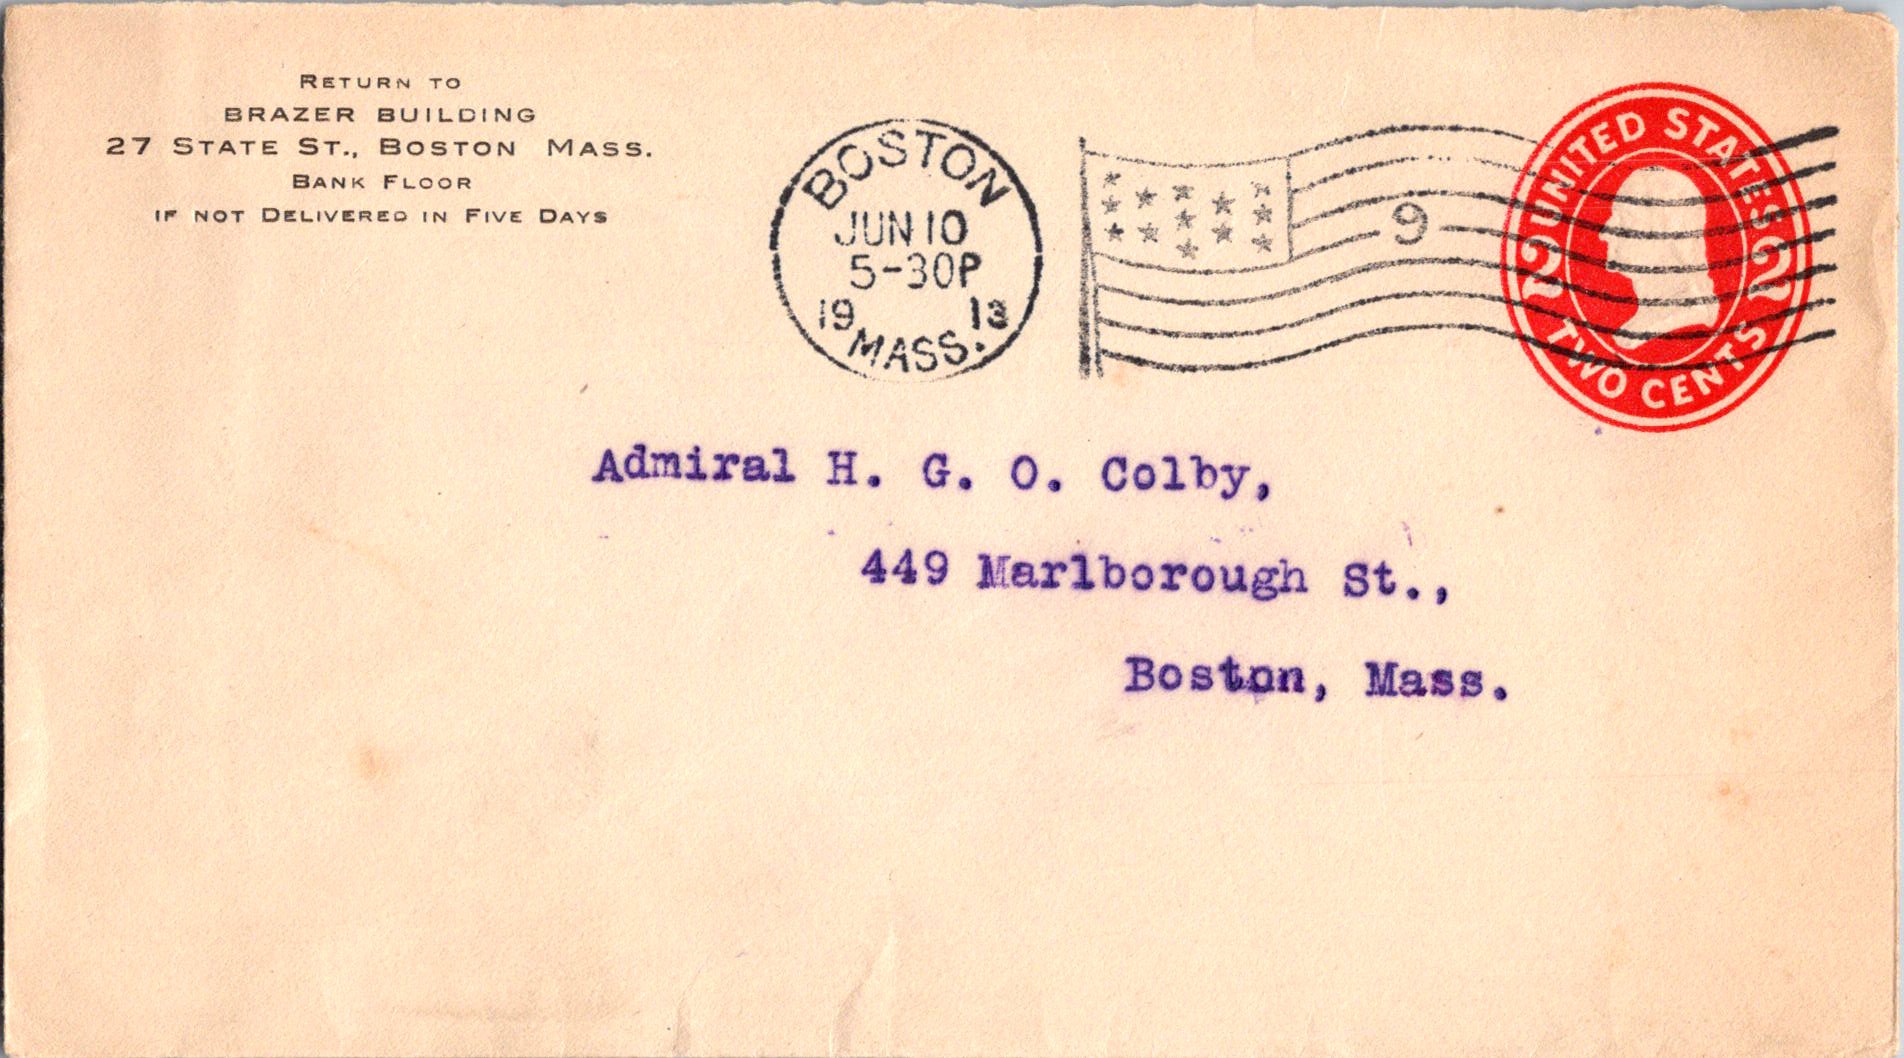 RETURN TO
BRAZER BUILDING
27 STATE ST., BOSTON MASS.
BANK FLOOR
IF NOT DELIVERED IN FIVE DAYS
BOSTON
JUN 10
5-30P
19 13
MASS.
9
UNITED STATES
2 2
TWO CENTS
Admiral H. G. O. Colby,
449 Marlborough St.,
Boston, Mass.